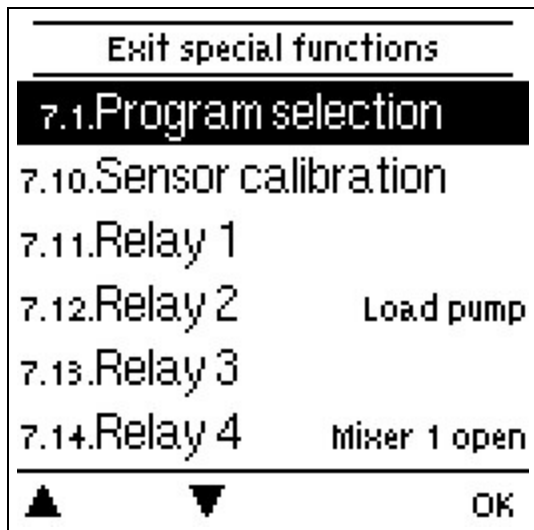 Exit special functions
7.1.Program selection
7.10.Sensor calibration
7.11.Relay 1
7.12.Relay 2 Load pump
7.13.Relay 3
7.14.Relay 4 Mixer 1 open
▲ ▼ OK